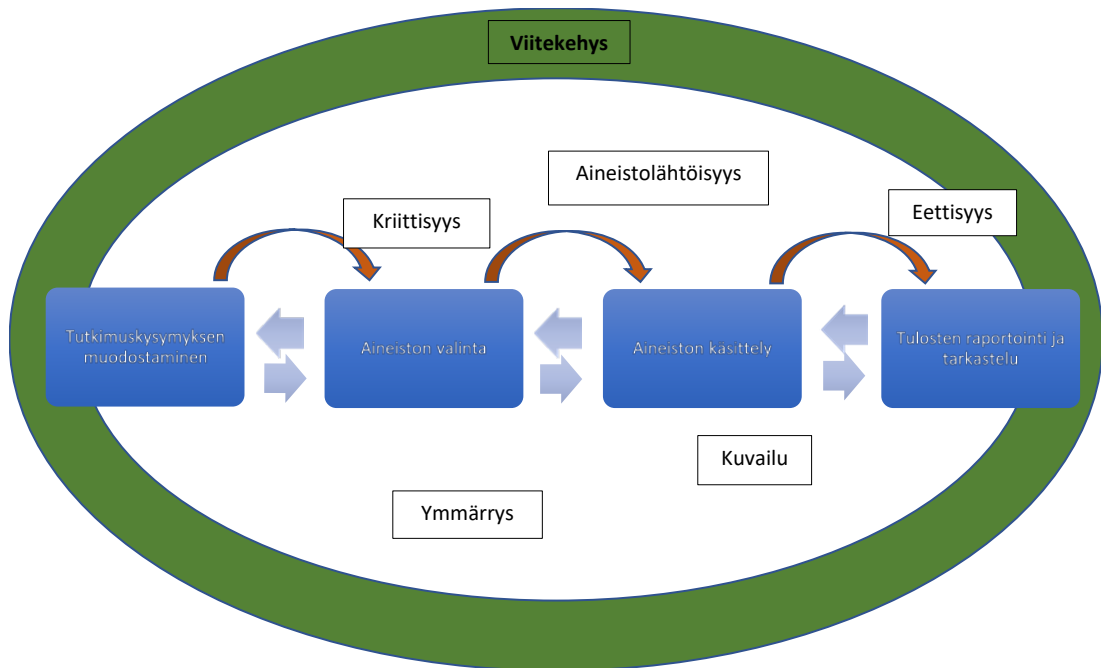 Viitekehys
Aineistolähtöisyys
Kriittisyys
Eettisyys
Tutkimuskysymyksen
muodostaminen
Aineiston valinta
Aineiston käsittely
Tulosten raportointi ja
tarkastelu
Kuvailu
Ymmärrys